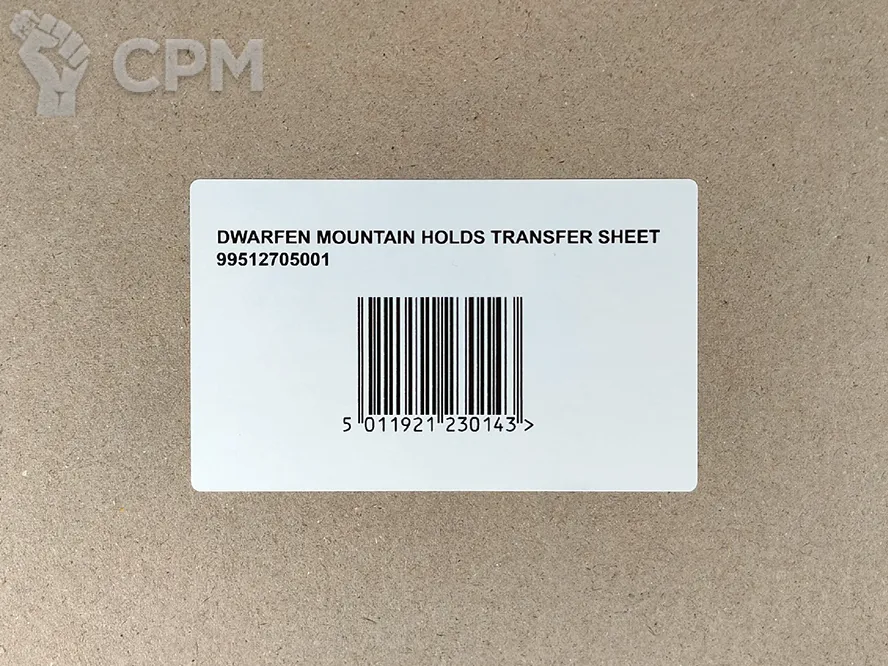 CPM
DWARFEN MOUNTAIN HOLDS TRANSFER SHEET
99512705001
5 011921 230143 >